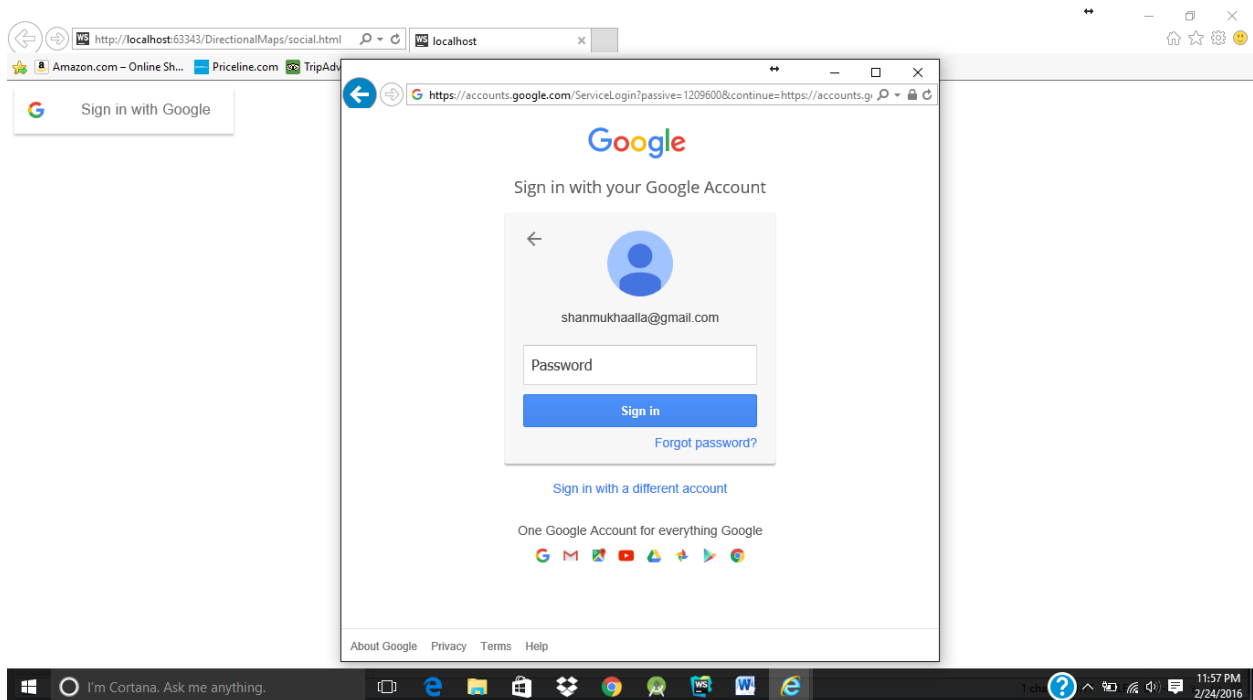 http://localhost:63343/DirectionalMaps/social.html
WS localhost
Amazon.com – Online Sh... Priceline.com TripAdv
G Sign in with Google
https://accounts.google.com/ServiceLogin?passive=1209600&continue=https://accounts.g
Google
Sign in with your Google Account
shanmukhaalla@gmail.com
Password
Sign in
Forgot password?
Sign in with a different account
One Google Account for everything Google
About Google Privacy Terms Help
I'm Cortana. Ask me anything.
11:57 PM
2/24/2016